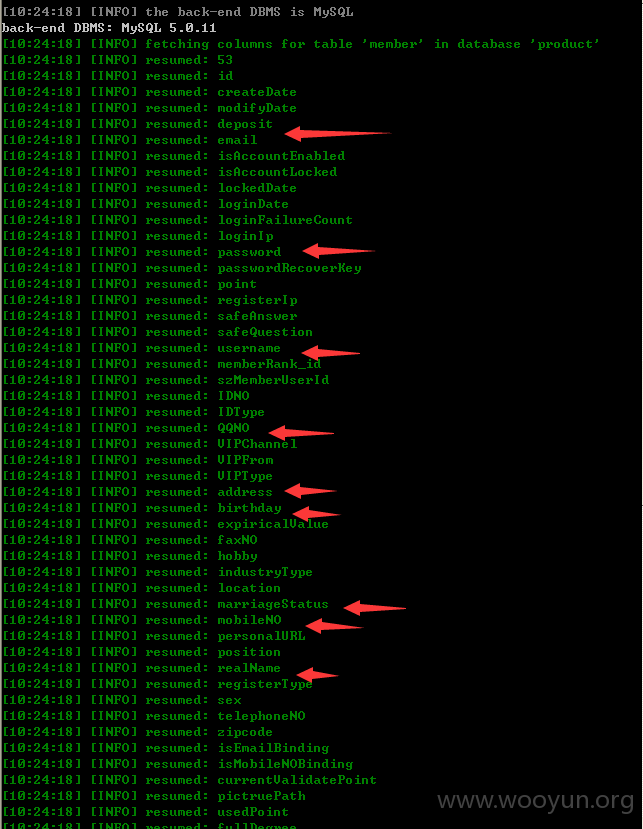 [10:24:18] [INFO] the back-end DBMS is MySQL
back-end DBMS: MySQL 5.0.11
[10:24:18] [INFO] fetching columns for table 'member' in database 'product'
[10:24:18] [INFO] resumed: 53
[10:24:18] [INFO] resumed: id
[10:24:18] [INFO] resumed: createDate
[10:24:18] [INFO] resumed: modifyDate
[10:24:18] [INFO] resumed: deposit
[10:24:18] [INFO] resumed: email
[10:24:18] [INFO] resumed: isAccountEnabled
[10:24:18] [INFO] resumed: isAccountLocked
[10:24:18] [INFO] resumed: lockedDate
[10:24:18] [INFO] resumed: loginDate
[10:24:18] [INFO] resumed: loginFailureCount
[10:24:18] [INFO] resumed: loginIp
[10:24:18] [INFO] resumed: password
[10:24:18] [INFO] resumed: passwordRecoverKey
[10:24:18] [INFO] resumed: point
[10:24:18] [INFO] resumed: registerIp
[10:24:18] [INFO] resumed: safeAnswer
[10:24:18] [INFO] resumed: safeQuestion
[10:24:18] [INFO] resumed: username
[10:24:18] [INFO] resumed: memberRank_id
[10:24:18] [INFO] resumed: szMemberUserId
[10:24:18] [INFO] resumed: IDNO
[10:24:18] [INFO] resumed: IDType
[10:24:18] [INFO] resumed: QQNO
[10:24:18] [INFO] resumed: VIPChannel
[10:24:18] [INFO] resumed: VIPFrom
[10:24:18] [INFO] resumed: VIPType
[10:24:18] [INFO] resumed: address
[10:24:18] [INFO] resumed: birthday
[10:24:18] [INFO] resumed: expiricalValue
[10:24:18] [INFO] resumed: faxNO
[10:24:18] [INFO] resumed: hobby
[10:24:18] [INFO] resumed: industryType
[10:24:18] [INFO] resumed: location
[10:24:18] [INFO] resumed: marriageStatus
[10:24:18] [INFO] resumed: mobileNO
[10:24:18] [INFO] resumed: personalURL
[10:24:18] [INFO] resumed: position
[10:24:18] [INFO] resumed: realName
[10:24:18] [INFO] resumed: registerType
[10:24:18] [INFO] resumed: sex
[10:24:18] [INFO] resumed: telephoneNO
[10:24:18] [INFO] resumed: zipcode
[10:24:18] [INFO] resumed: isEmailBinding
[10:24:18] [INFO] resumed: isMobileNOBinding
[10:24:18] [INFO] resumed: currentValidatePoint
[10:24:18] [INFO] resumed: pictruePath
[10:24:18] [INFO] resumed: usedPoint
[10:24:18] [INFO] resumed: fullDegree
www.wooyun.org